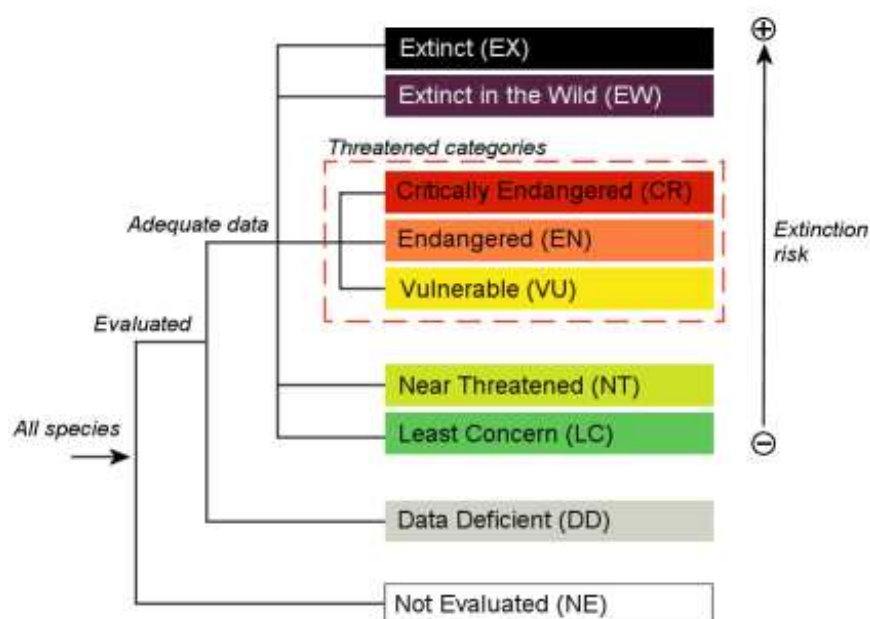 Extinct (EX)
Extinct in the Wild (EW)
Threatened categories
Critically Endangered (CR)
Adequate data
Endangered (EN)
Extinction
risk
Vulnerable (VU)
Evaluated
Near Threatened (NT)
All species
Least Concern (LC)
Data Deficient (DD)
Not Evaluated (NE)